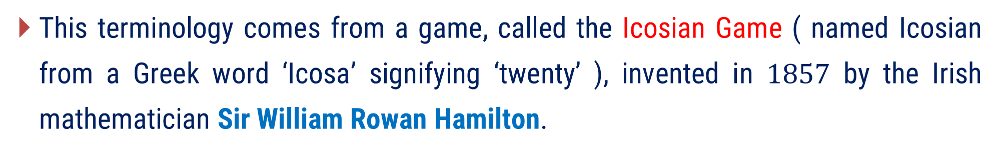 This terminology comes from a game, called the Icosian Game ( named Icosian
from a Greek word ‘Icosa’ signifying ‘twenty’ ), invented in 1857 by the Irish
mathematician Sir William Rowan Hamilton.